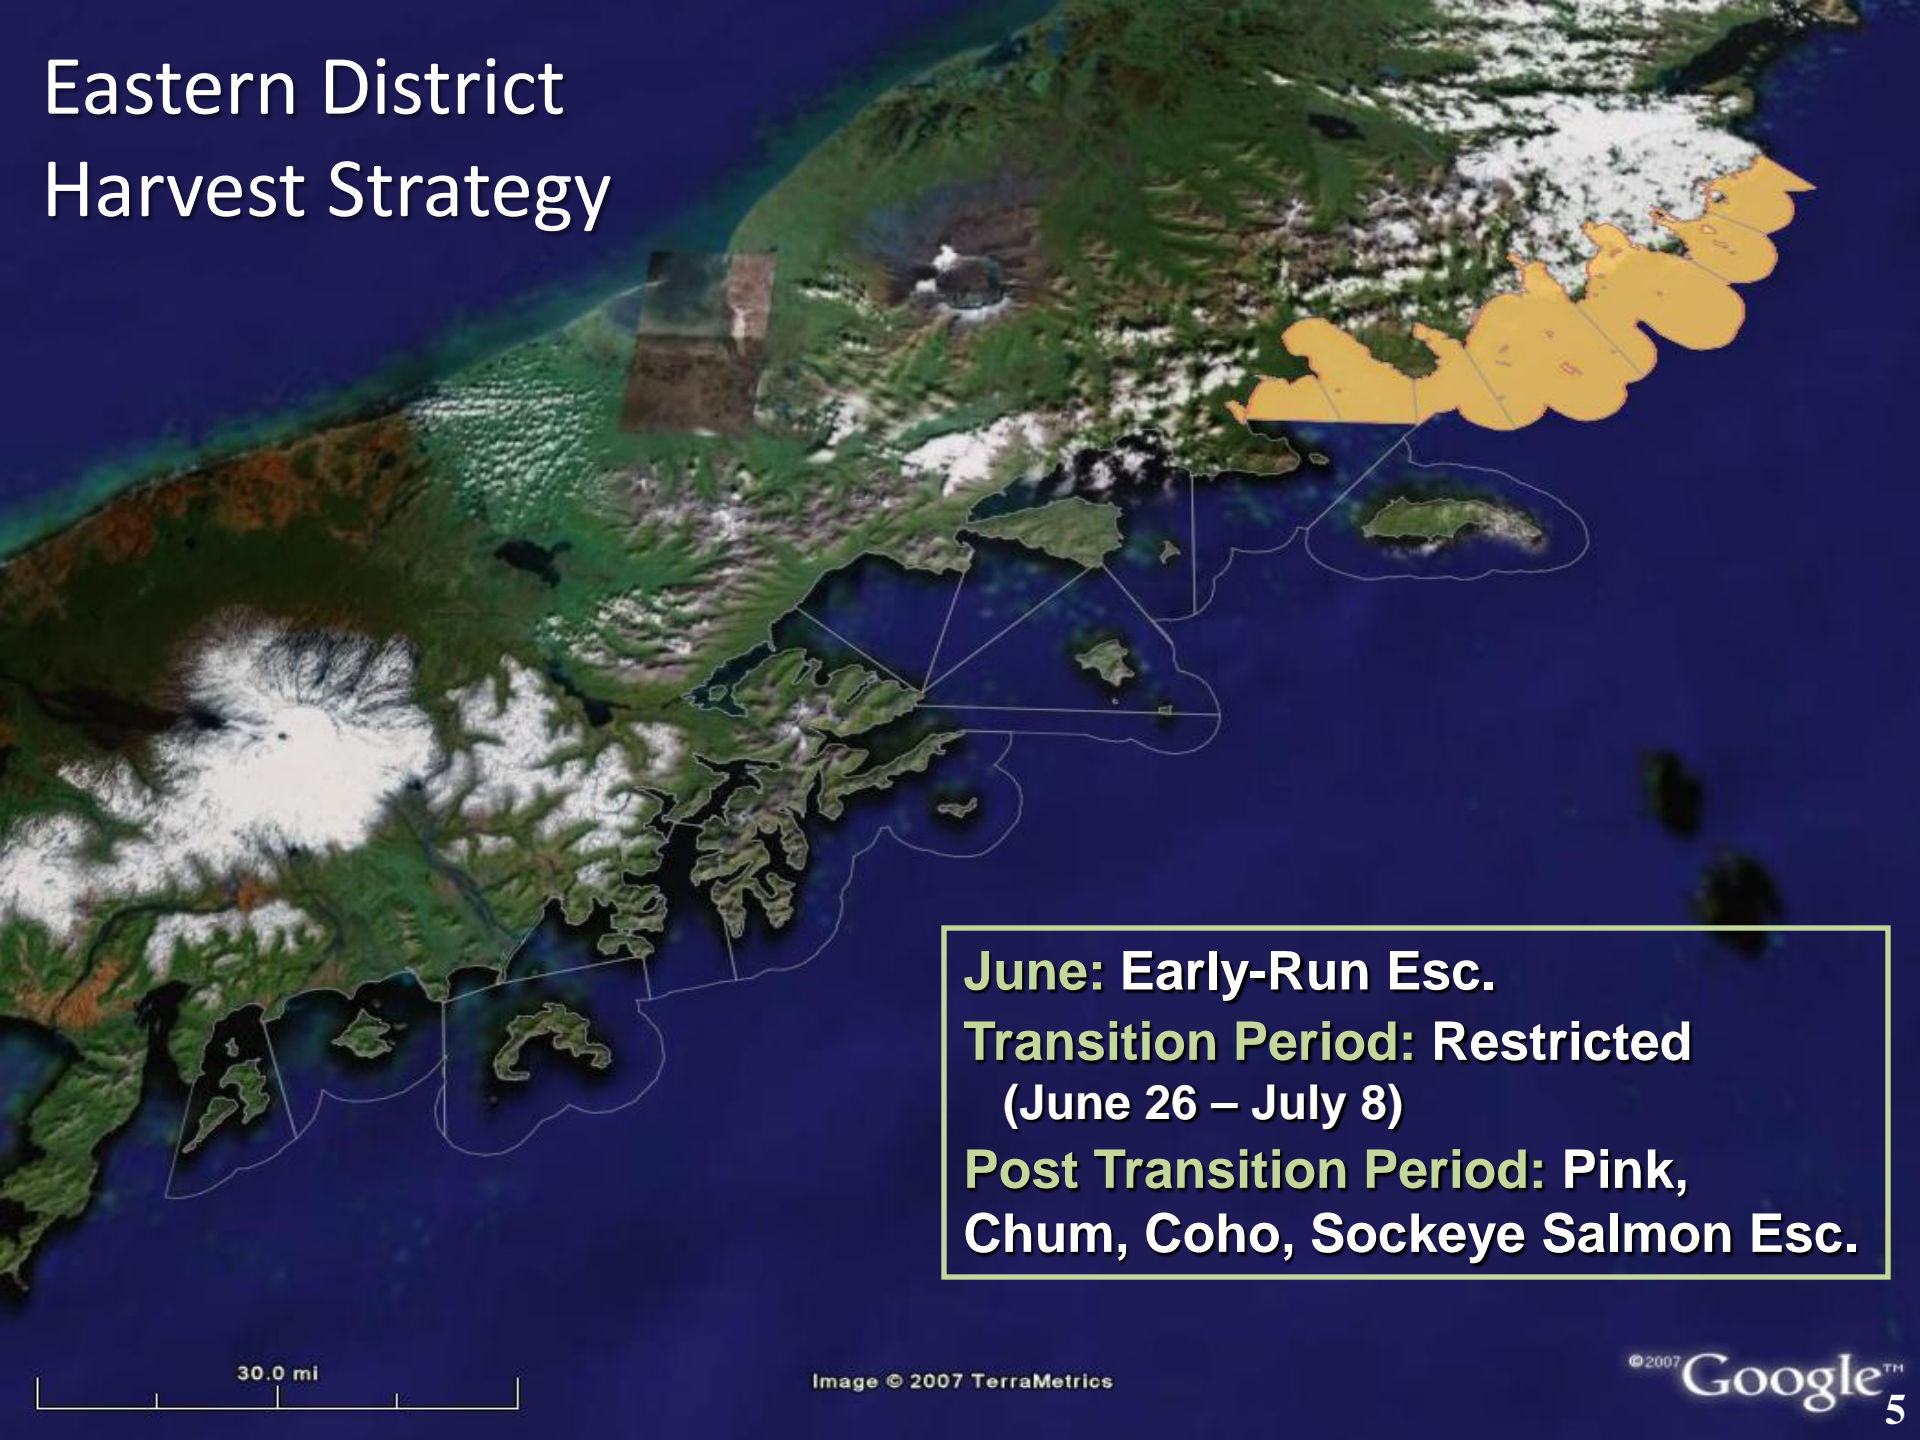 Eastern District
Harvest Strategy
June: Early-Run Esc.
Transition Period: Restricted
(June 26 – July 8)
Post Transition Period: Pink,
Chum, Coho, Sockeye Salmon Esc.
30.0 mi
Image © 2007 TerraMetrics
©2007 Google™
5